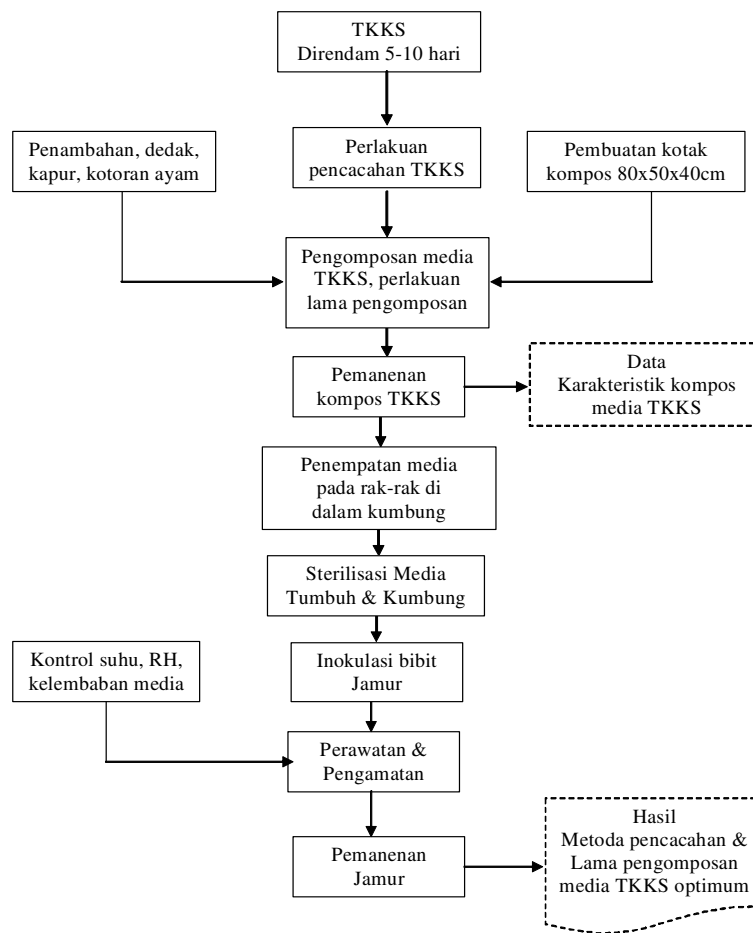 TKKS
Direndam 5-10 hari
Penambahan, dedak,
kapur, kotoran ayam
Perlakuan
pencacahan TKKS
Pembuatan kotak
kompos 80x50x40cm
Pengomposan media
TKKS, perlakuan
lama pengomposan
Pemanenan
kompos TKKS
Data
Karakteristik kompos
media TKKS
Penempatan media
pada rak-rak di
dalam kumbung
Sterilisasi Media
Tumbuh & Kumbung
Kontrol suhu, RH,
kelembaban media
Inokulasi bibit
Jamur
Perawatan &
Pengamatan
Pemanenan
Jamur
Hasil
Metoda pencacahan &
Lama pengomposan
media TKKS optimum